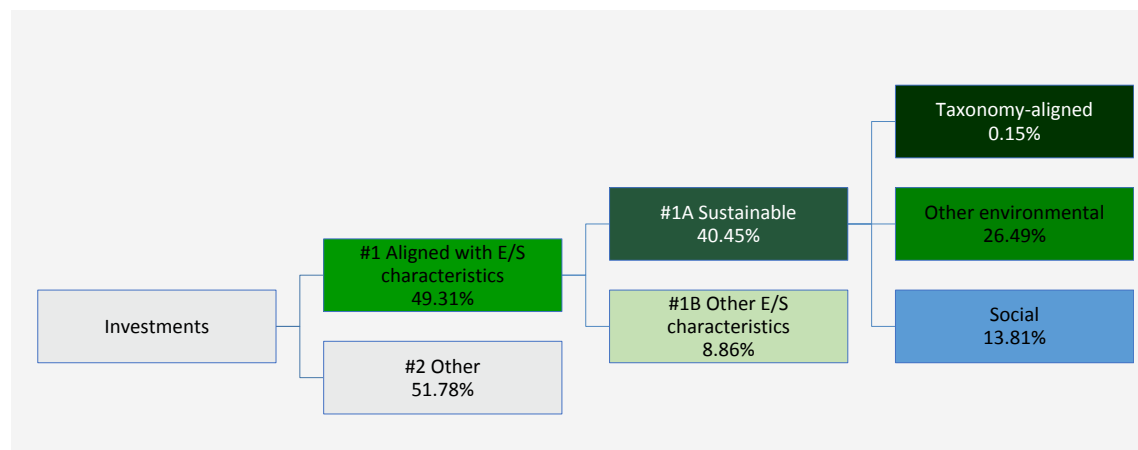 Investments
#1 Aligned with E/S
characteristics
49.31%
#2 Other
51.78%
#1A Sustainable
40.45%
#1B Other E/S
characteristics
8.86%
Taxonomy-aligned
0.15%
Other environmental
26.49%
Social
13.81%